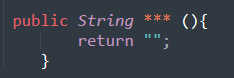 public String *** (){
return "";
}